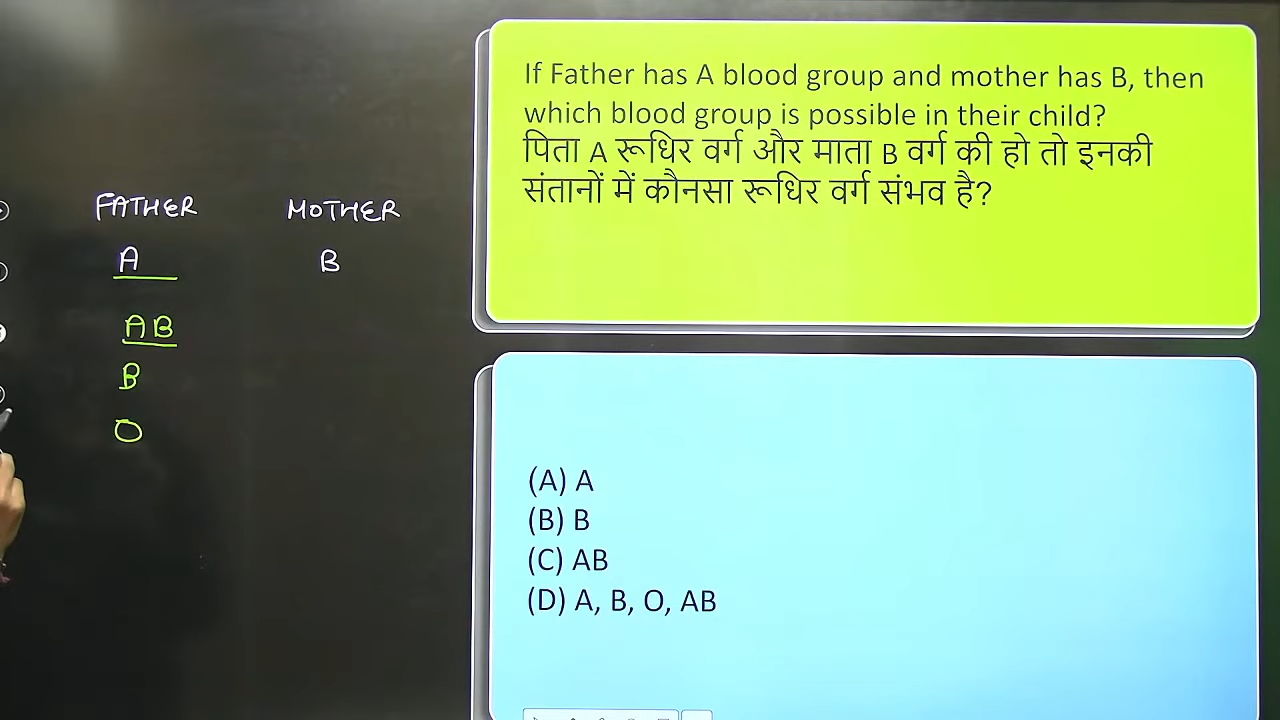 If Father has A blood group and mother has B, then
which blood group is possible in their child?
पिता A रूधिर वर्ग और माता B वर्ग की हो तो इनकी
संतानों में कौनसा रूधिर वर्ग संभव है?
FATHER MOTHER
A B
AB
B
O
(A) A
(B) B
(C) AB
(D) A, B, O, AB